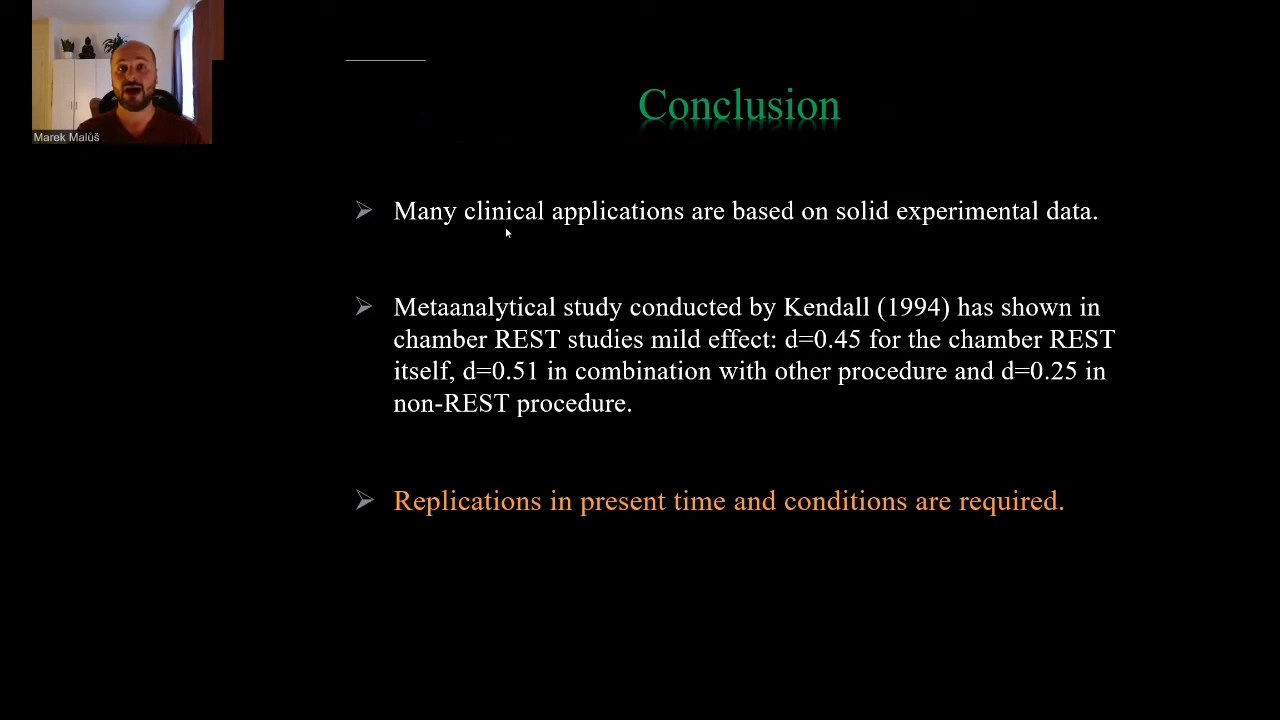 Marek Malůš
Conclusion
Many clinical applications are based on solid experimental data.
Metaanalytical study conducted by Kendall (1994) has shown in
chamber REST studies mild effect: d=0.45 for the chamber REST
itself, d=0.51 in combination with other procedure and d=0.25 in
non-REST procedure.
Replications in present time and conditions are required.